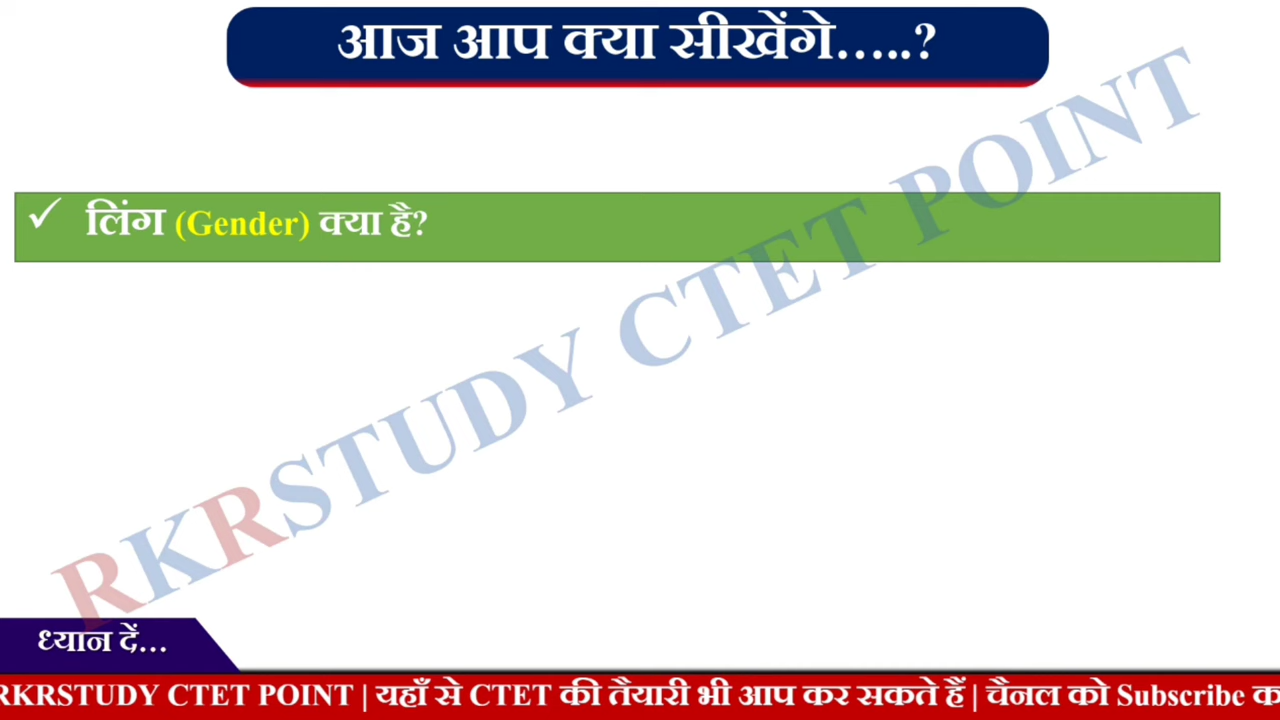 आज आप क्या सीखेंगे…..?
✓ लिंग (Gender) क्या है?
RKRSTUDY CTET POINT
ध्यान दें…
RKRSTUDY CTET POINT | यहाँ से CTET की तैयारी भी आप कर सकते हैं | चैनल को Subscribe